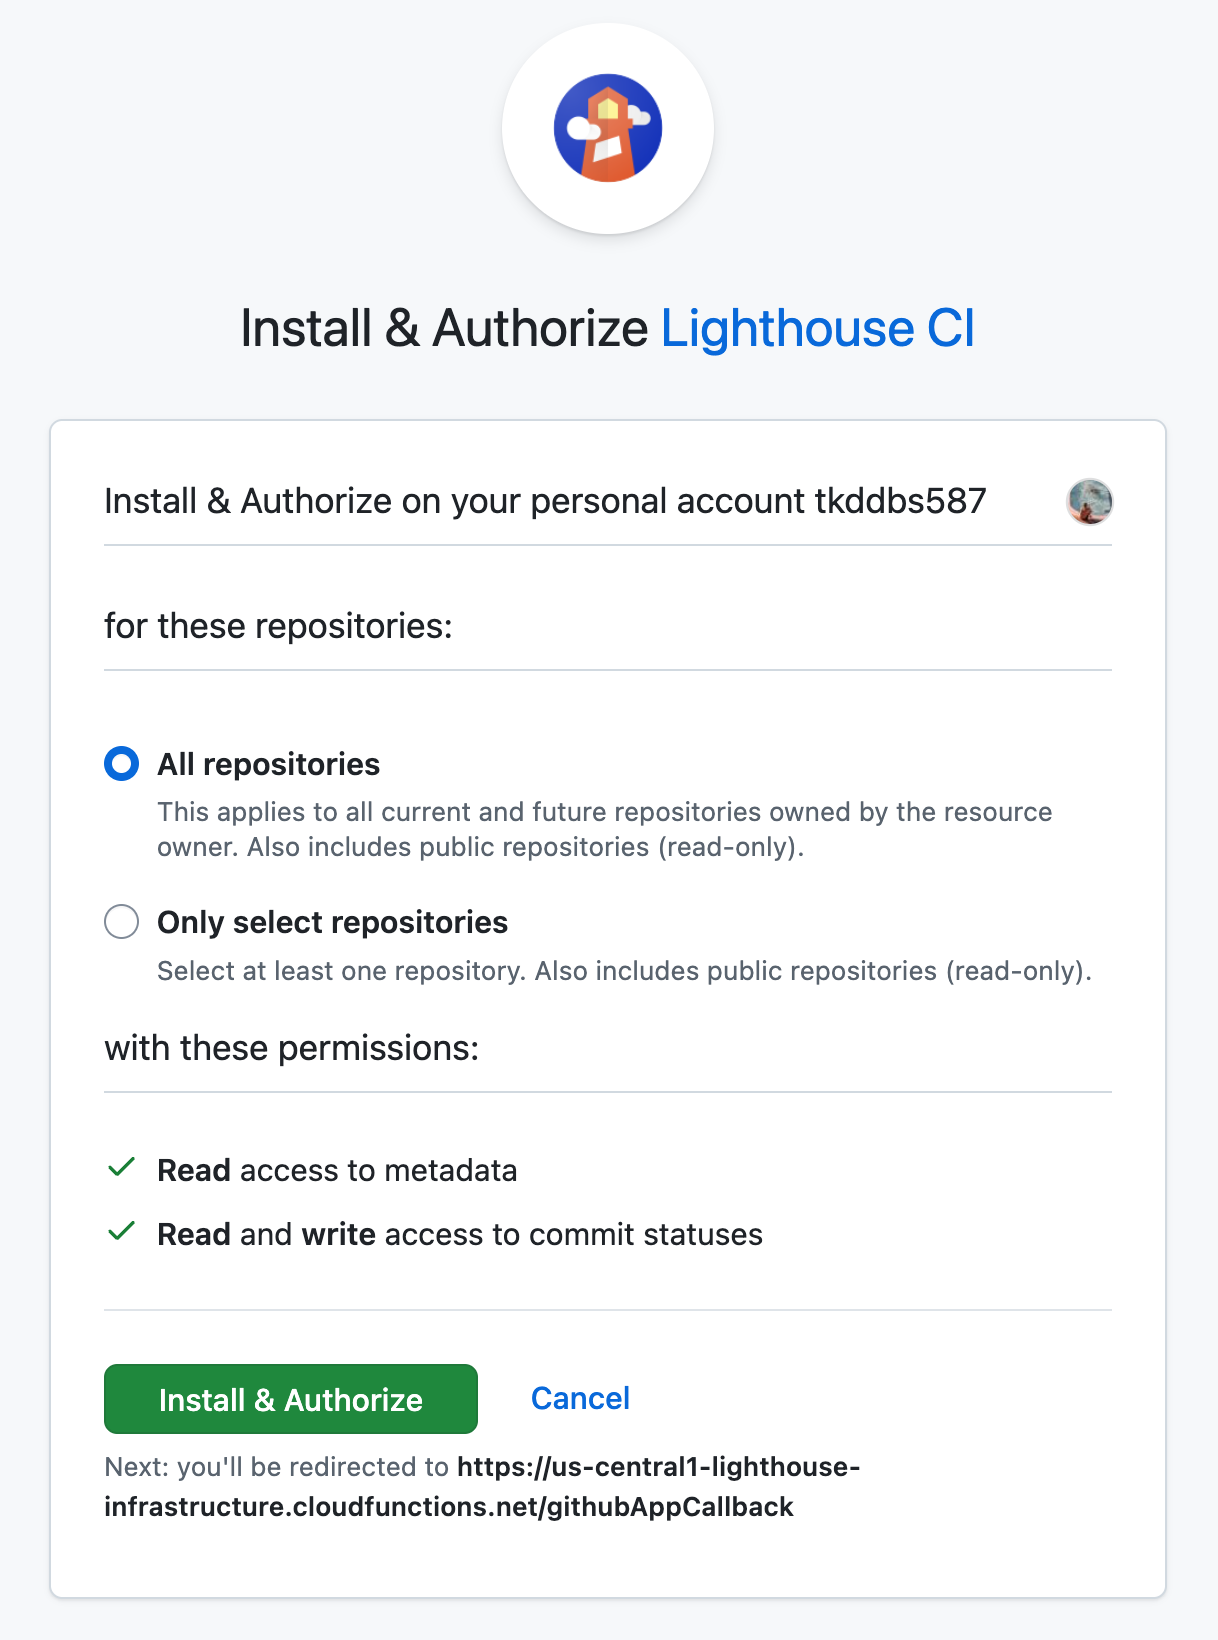 Install & Authorize Lighthouse CI
Install & Authorize on your personal account tkddbs587
for these repositories:
All repositories
This applies to all current and future repositories owned by the resource
owner. Also includes public repositories (read-only).
Only select repositories
Select at least one repository. Also includes public repositories (read-only).
with these permissions:
Read access to metadata
Read and write access to commit statuses
Install & Authorize
Cancel
Next: you'll be redirected to https://us-central1-lighthouse-
infrastructure.cloudfunctions.net/githubAppCallback